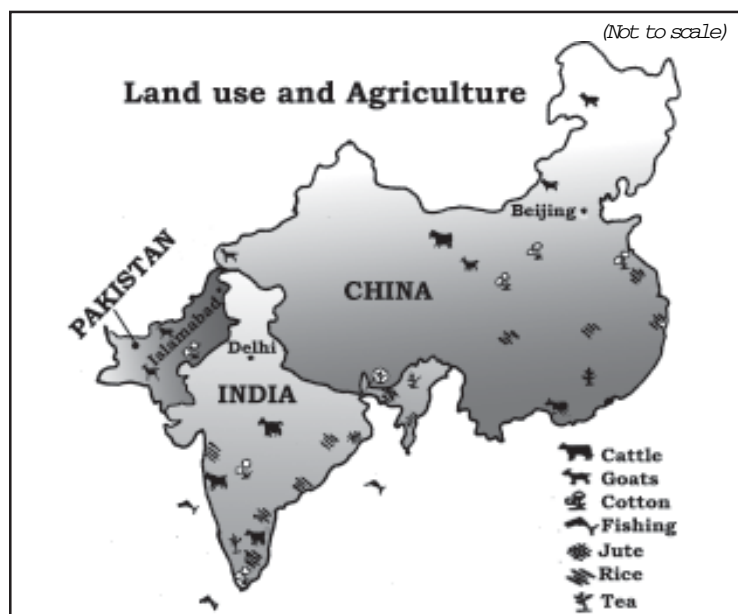 (Not to scale)
Land use and Agriculture
Beijing
PAKISTAN
CHINA
Islamabad
Delhi
INDIA
Cattle
Goats
Cotton
Fishing
Jute
Rice
Tea